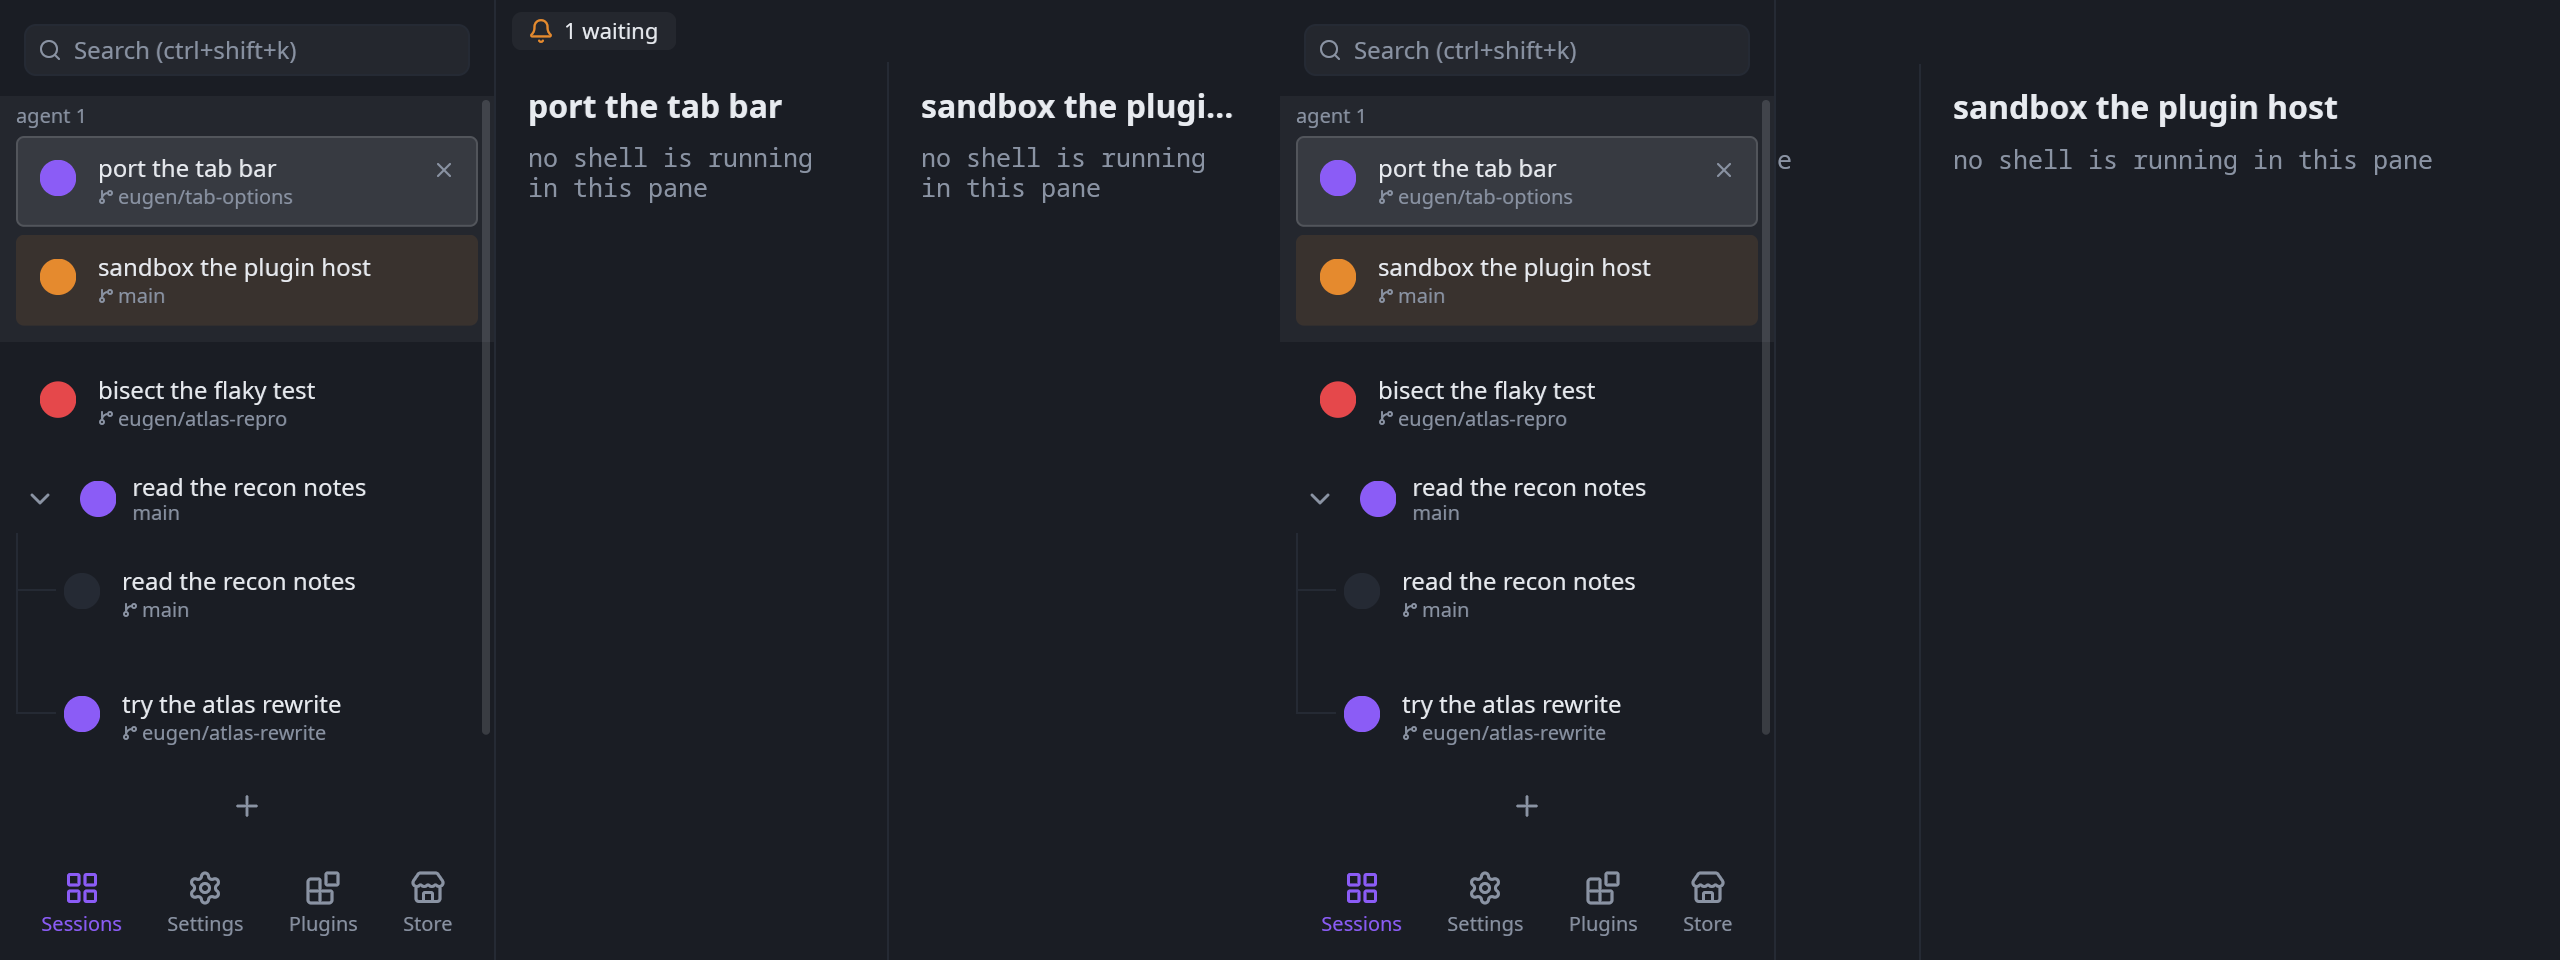 Search (ctrl+shift+k)
agent 1
port the tab bar
eugen/tab-options
sandbox the plugin host
main
bisect the flaky test
eugen/atlas-repro
read the recon notes
main
read the recon notes
main
try the atlas rewrite
eugen/atlas-rewrite
Sessions Settings Plugins Store
1 waiting
port the tab bar
no shell is running
in this pane
sandbox the plugi...
no shell is running
in this pane
Search (ctrl+shift+k)
agent 1
port the tab bar
eugen/tab-options
sandbox the plugin host
main
bisect the flaky test
eugen/atlas-repro
read the recon notes
main
read the recon notes
main
try the atlas rewrite
eugen/atlas-rewrite
Sessions Settings Plugins Store
e
sandbox the plugin host
no shell is running in this pane